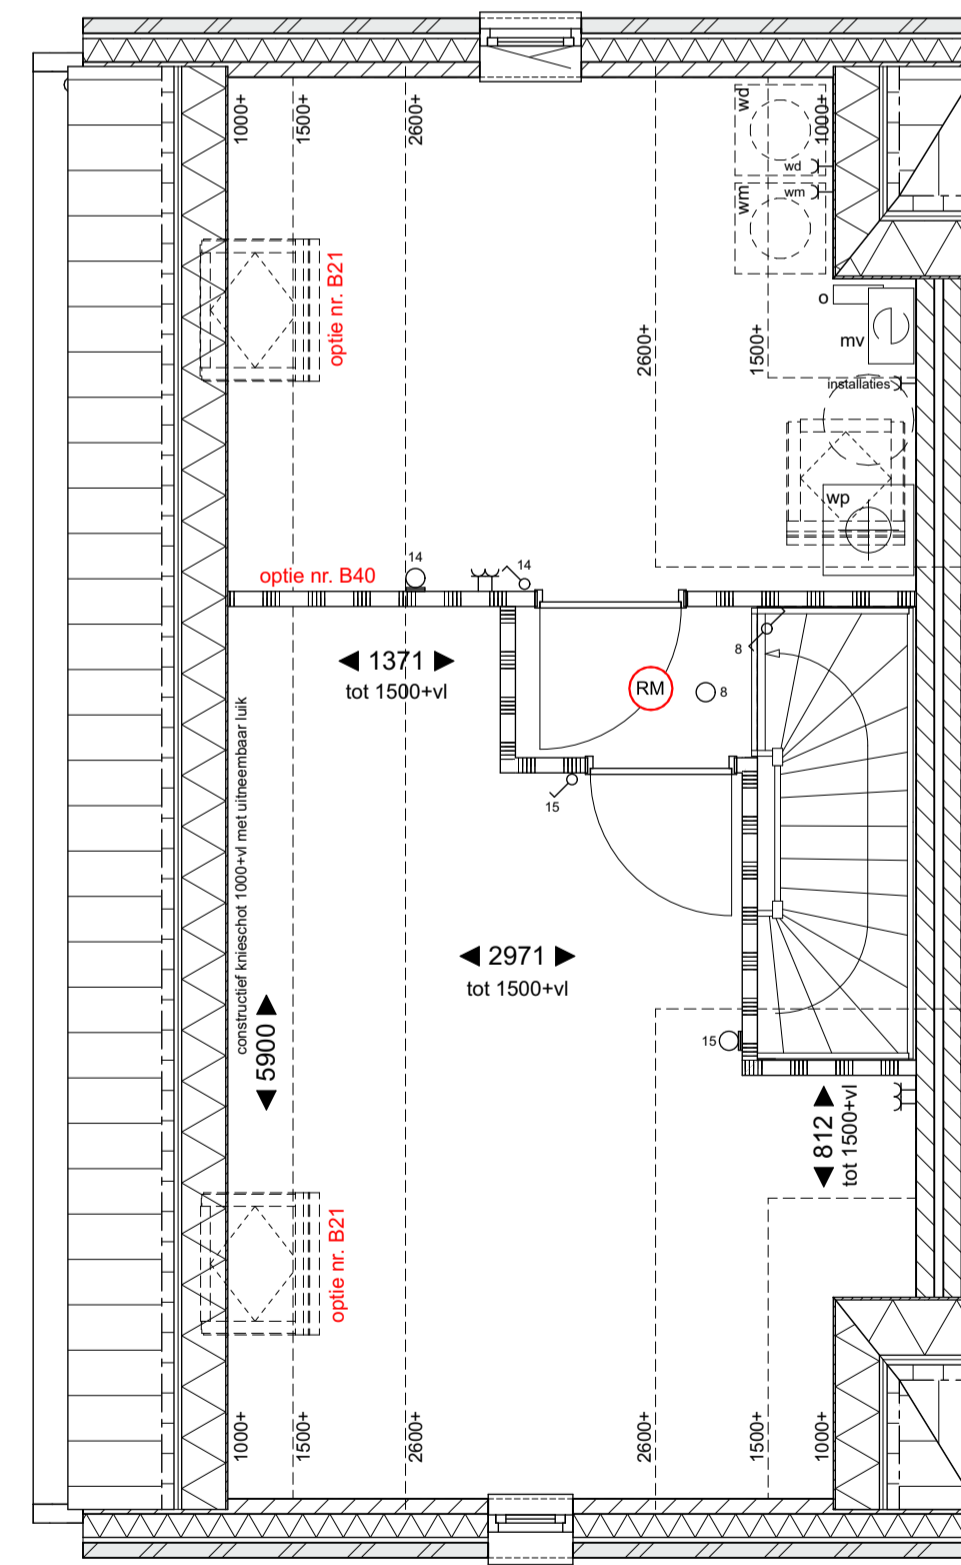 1000+
1500+
2600+
wd
1000+
wd
wm
wm
optie nr. B21
o
mv
2600+
1500+
installaties
wp
optie nr. B40
14
14
8
1371
tot 1500+vl
RM
8
constructief knieschot 1000+vl met uitneembaar luik
15
2971
tot 1500+vl
5900
15
812
tot 1500+vl
optie nr. B21
1000+
1500+
2600+
2600+
1500+
1000+